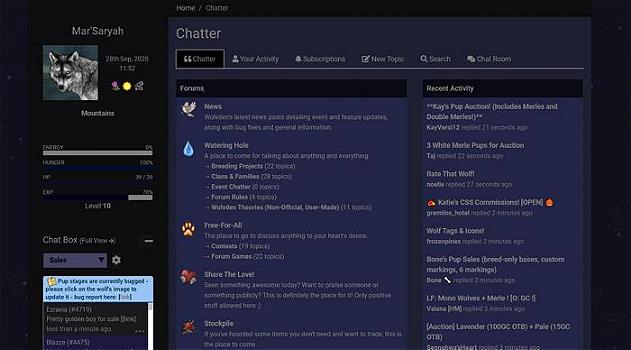 Home / Chatter
Mar'Saryah
28th Sep, 2020
11:52
Mountains
ENERGY 0%
HUNGER 100%
HP 39 / 39
EXP 78%
Level 10
Chat Box (Full View)
Sales
Pup stages are currently bugged -
please click on the wolf's image to
update it - bug report here: [link]
Ezraeia (#4719)
Pretty golden boy for sale [link]
less than a minute ago
Blazze (#4475)
Chatter
Chatter
Your Activity
Subscriptions
New Topic
Search
Chat Room
Forums
News
Wolvden's latest news posts detailing event and feature updates,
along with bug fixes and general information.
Watering Hole
A place to come for talking about anything and everything.
→ Breeding Projects (22 topics)
→ Clans & Families (28 topics)
→ Event Chatter (0 topics)
→ Forum Rules (4 topics)
→ Wolvden Theories (Non-Official, User-Made) (11 topics)
Free-For-All
The place to go to discuss anything to your heart's desire.
→ Contests (19 topics)
→ Forum Games (22 topics)
Share The Love!
Seen something awesome today? Want to praise someone or
something publicly? This is definitely the place for it! Only positive
stuff allowed here ;)
Stockpile
If you've hoarded some items you don't need and want to trade, this is
the place to come.
Recent Activity
**Kay's Pup Auction! (Includes Merles and
Double Merles!)**
KayVersi12 replied 21 seconds ago
3 White Merle Pups for Auction
Taj replied 22 seconds ago
Rate That Wolf!
noelle replied 27 seconds ago
Katie's CSS Commissions! [OPEN]
gremlins_hotel replied 2 minutes ago
Wolf Tags & Icons!
frozenpines replied 2 minutes ago
Bone's Pup Sales (breed-only bases, custom
markings, 6 markings)
Bone replied 2 minutes ago
LF: Mono Wolves + Merle ! [O: GC !]
Valana [HM] replied 3 minutes ago
[Auction] Lavender (100GC OTB) + Pale (15GC
OTB)
Seonghwa'sHeart replied 3 minutes ago